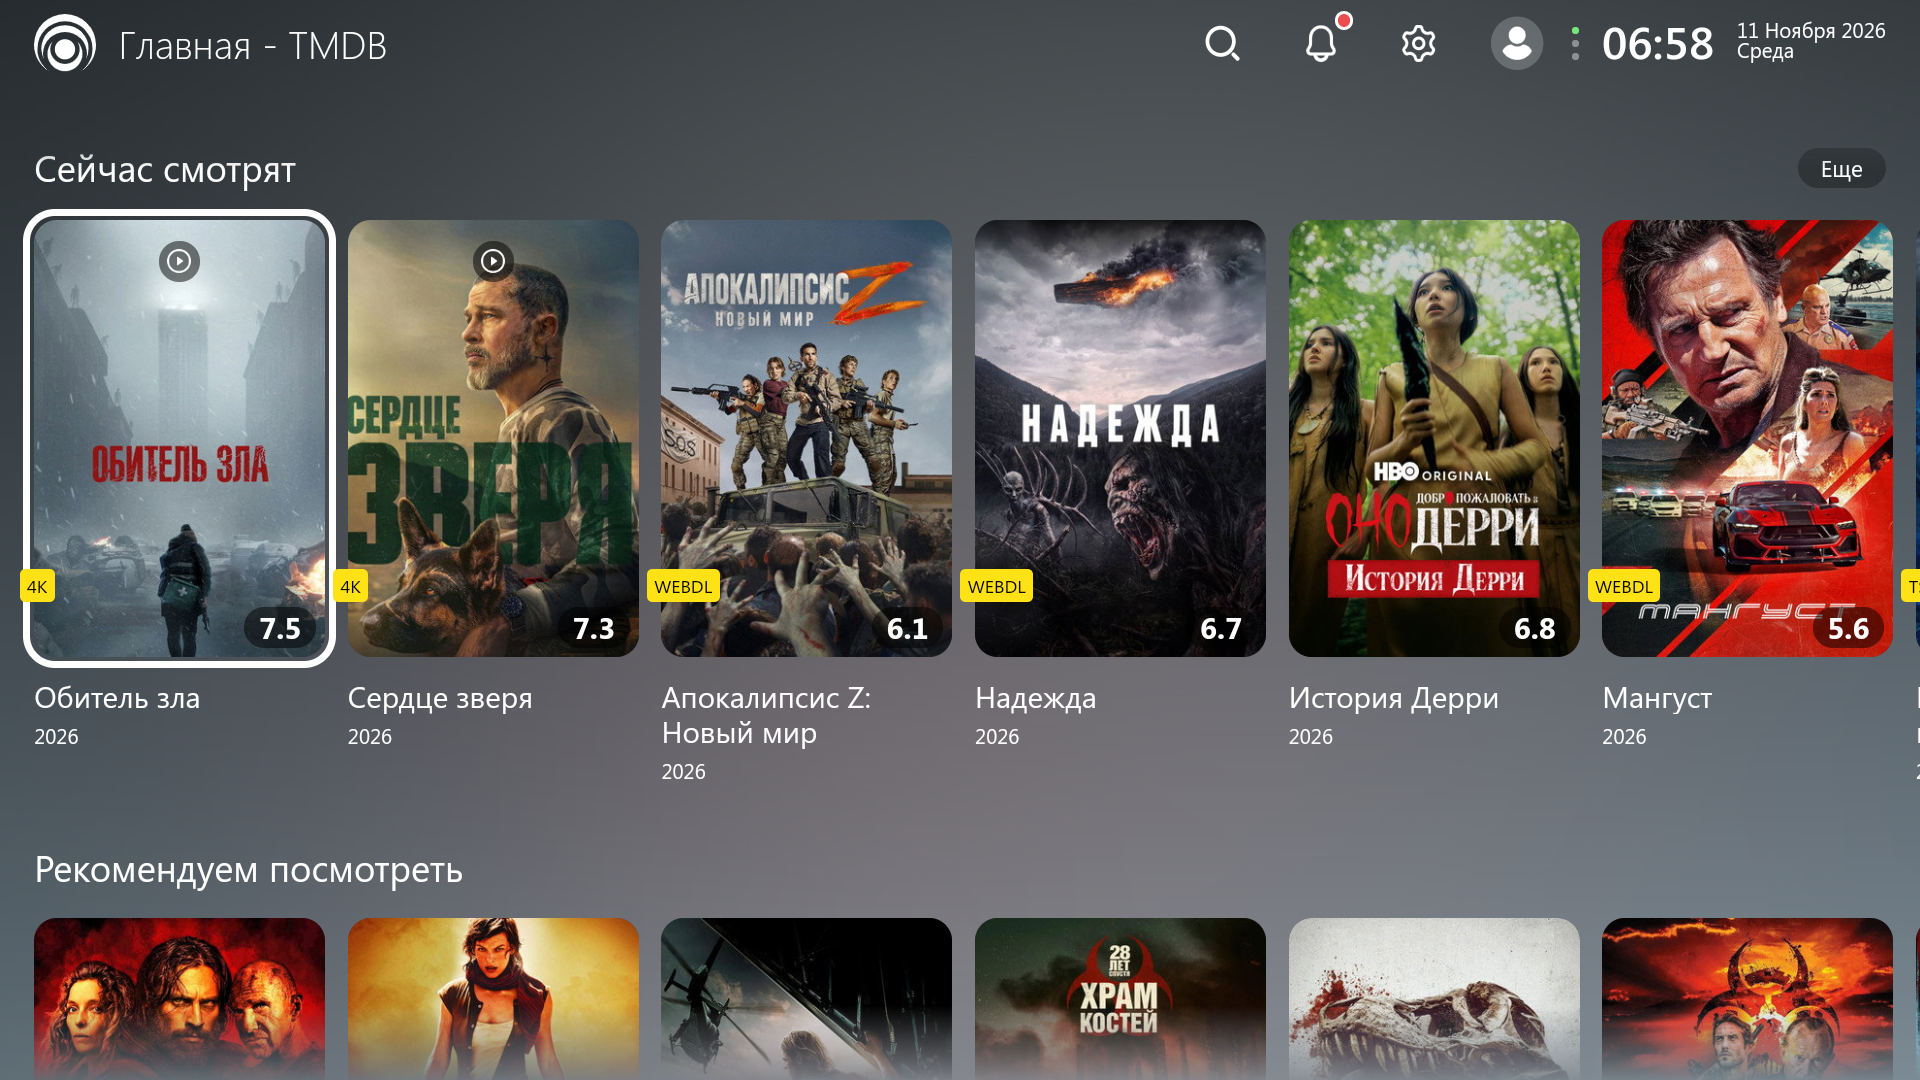 Главная - TMDB
06:58
11 Ноября 2026
Среда
Сейчас смотрят
Еще
ОБИТЕЛЬ ЗЛА
4K
7.5
СЕРДЦЕ
ЗВЕРЯ
4K
7.3
АПОКАЛИПСИС Z
НОВЫЙ МИР
SOS
WEBDL
6.1
НАДЕЖДА
WEBDL
6.7
HBO ORIGINAL
ОНО
ДОБРО ПОЖАЛОВАТЬ В
ДЕРРИ
История Дерри
6.8
WEBDL
МАНГУСТ
5.6
Обитель зла
2026
Сердце зверя
2026
Апокалипсис Z:
Новый мир
2026
Надежда
2026
История Дерри
2026
Мангуст
2026
Рекомендуем посмотреть
28
ЛЕТ
СПУСТЯ
ХРАМ
КОСТЕЙ